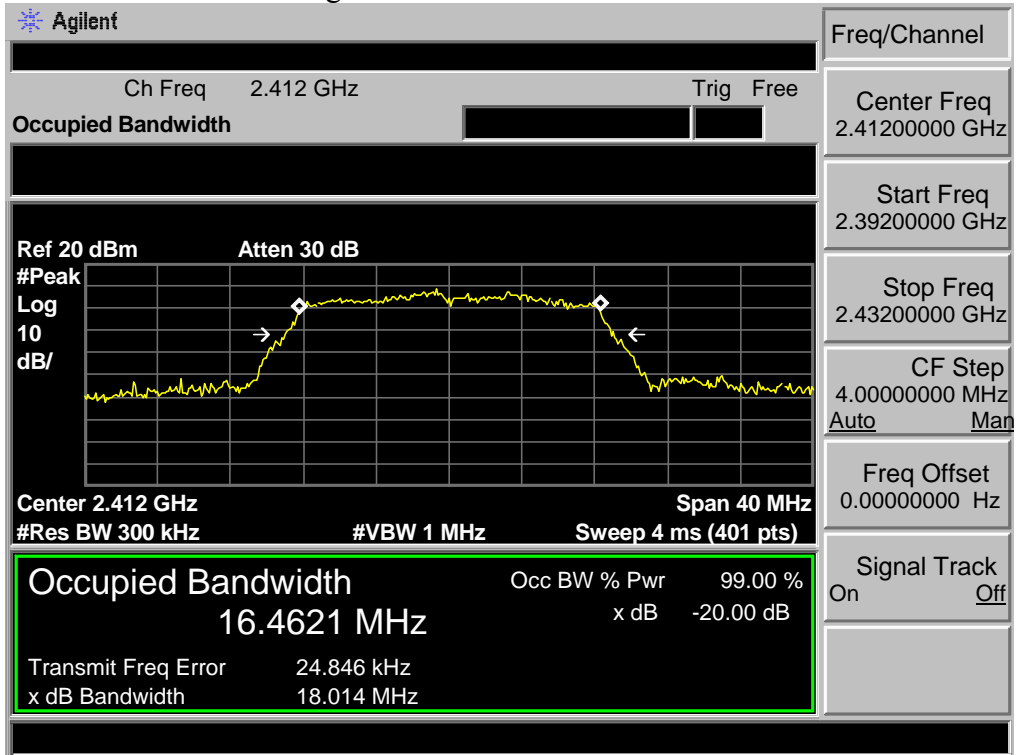 Agilent
Freq/Channel
Ch Freq 2.412 GHz Trig Free
Occupied Bandwidth
Center Freq
2.41200000 GHz
Start Freq
2.39200000 GHz
Stop Freq
2.43200000 GHz
CF Step
4.00000000 MHz
Auto Man
Freq Offset
0.00000000 Hz
Signal Track
On Off
Ref 20 dBm Atten 30 dB
#Peak
Log
10
dB/
Center 2.412 GHz Span 40 MHz
#Res BW 300 kHz #VBW 1 MHz Sweep 4 ms (401 pts)
Occupied Bandwidth Occ BW % Pwr 99.00 %
16.4621 MHz x dB -20.00 dB
Transmit Freq Error 24.846 kHz
x dB Bandwidth 18.014 MHz